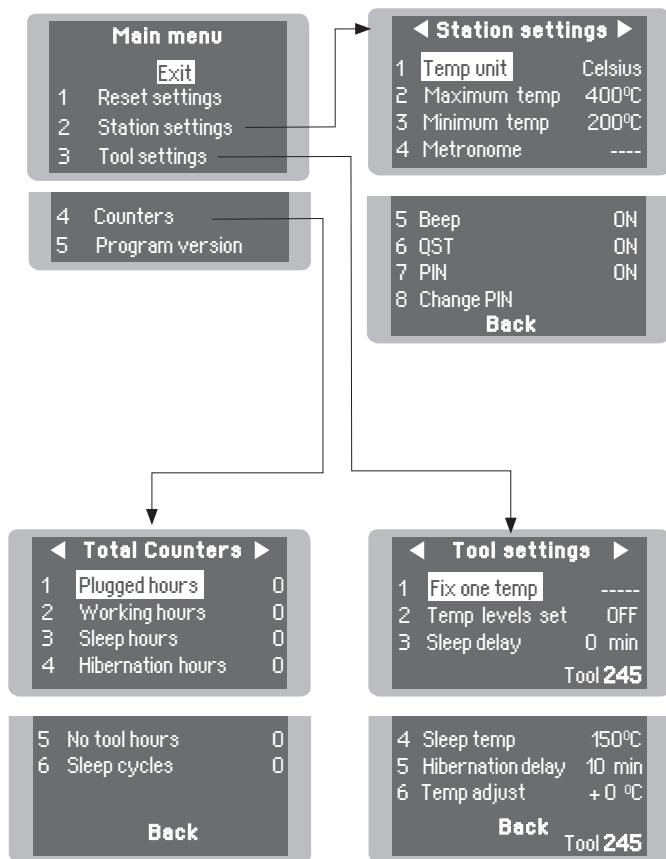 Main menu
Exit
1 Reset settings
2 Station settings
3 Tool settings
4 Counters
5 Program version
◀ Station settings ▶
1 Temp unit Celsius
2 Maximum temp 400ºC
3 Minimum temp 200ºC
4 Metronome ----
5 Beep ON
6 QST ON
7 PIN ON
8 Change PIN
Back
◀ Total Counters ▶
1 Plugged hours 0
2 Working hours 0
3 Sleep hours 0
4 Hibernation hours 0
5 No tool hours 0
6 Sleep cycles 0
Back
◀ Tool settings ▶
1 Fix one temp -----
2 Temp levels set OFF
3 Sleep delay 0 min
Tool 245
4 Sleep temp 150ºC
5 Hibernation delay 10 min
6 Temp adjust +0 ºC
Back
Tool 245